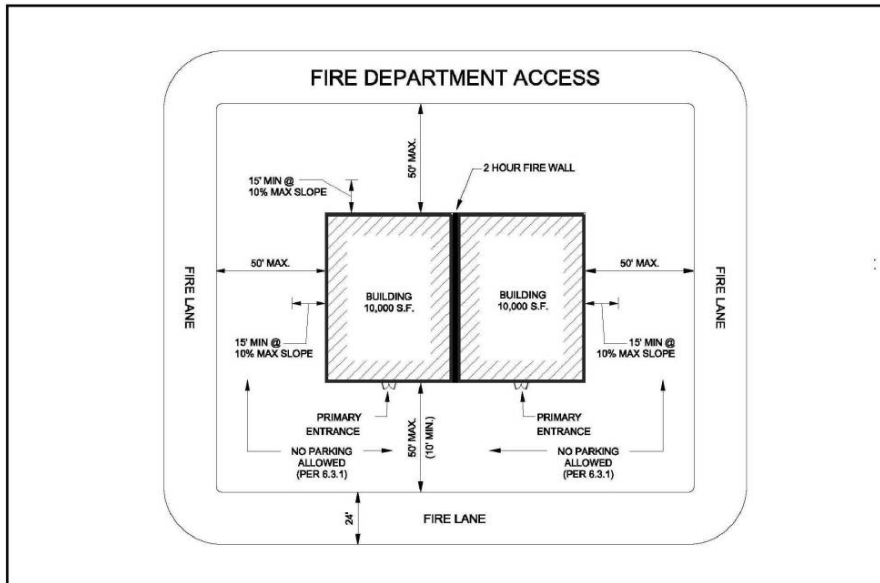 FIRE DEPARTMENT ACCESS
50' MAX.
2 HOUR FIRE WALL
15' MIN @
10% MAX SLOPE
50' MAX.
50' MAX.
FIRE LANE
FIRE LANE
BUILDING
10,000 S.F.
BUILDING
10,000 S.F.
15' MIN @
10% MAX SLOPE
15' MIN @
10% MAX SLOPE
PRIMARY
ENTRANCE
50' MAX.
(10' MIN.)
PRIMARY
ENTRANCE
NO PARKING
ALLOWED
(PER 6.3.1)
NO PARKING
ALLOWED
(PER 6.3.1)
24'
FIRE LANE